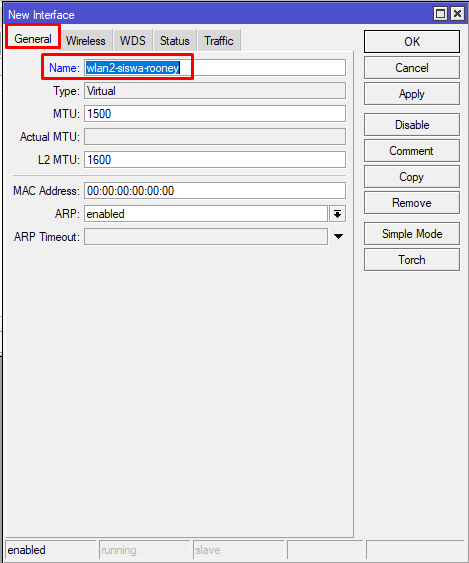 New Interface
General Wireless WDS Status Traffic
Name: wlan2-siswa-rooney
Type: Virtual
MTU: 1500
Actual MTU:
L2 MTU: 1600
MAC Address: 00:00:00:00:00:00
ARP: enabled
ARP Timeout:
OK
Cancel
Apply
Disable
Comment
Copy
Remove
Simple Mode
Torch
enabled running slave